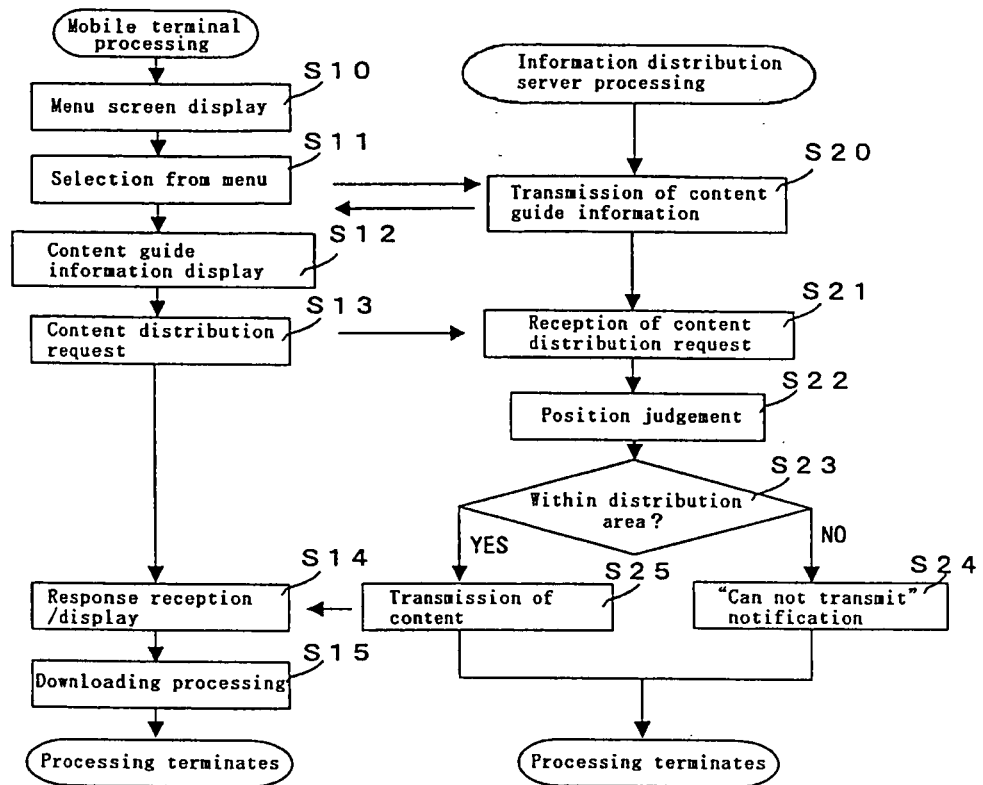 Mobile terminal
processing
S10
Menu screen display
S11
Selection from menu
S12
Content guide
information display
S13
Content distribution
request
S14
Response reception
/display
S15
Downloading processing
Processing terminates
Information distribution
server processing
S20
Transmission of content
guide information
S21
Reception of content
distribution request
S22
Position judgement
S23
Within distribution
area?
YES
NO
S25
Transmission of
content
S24
“Can not transmit”
notification
Processing terminates